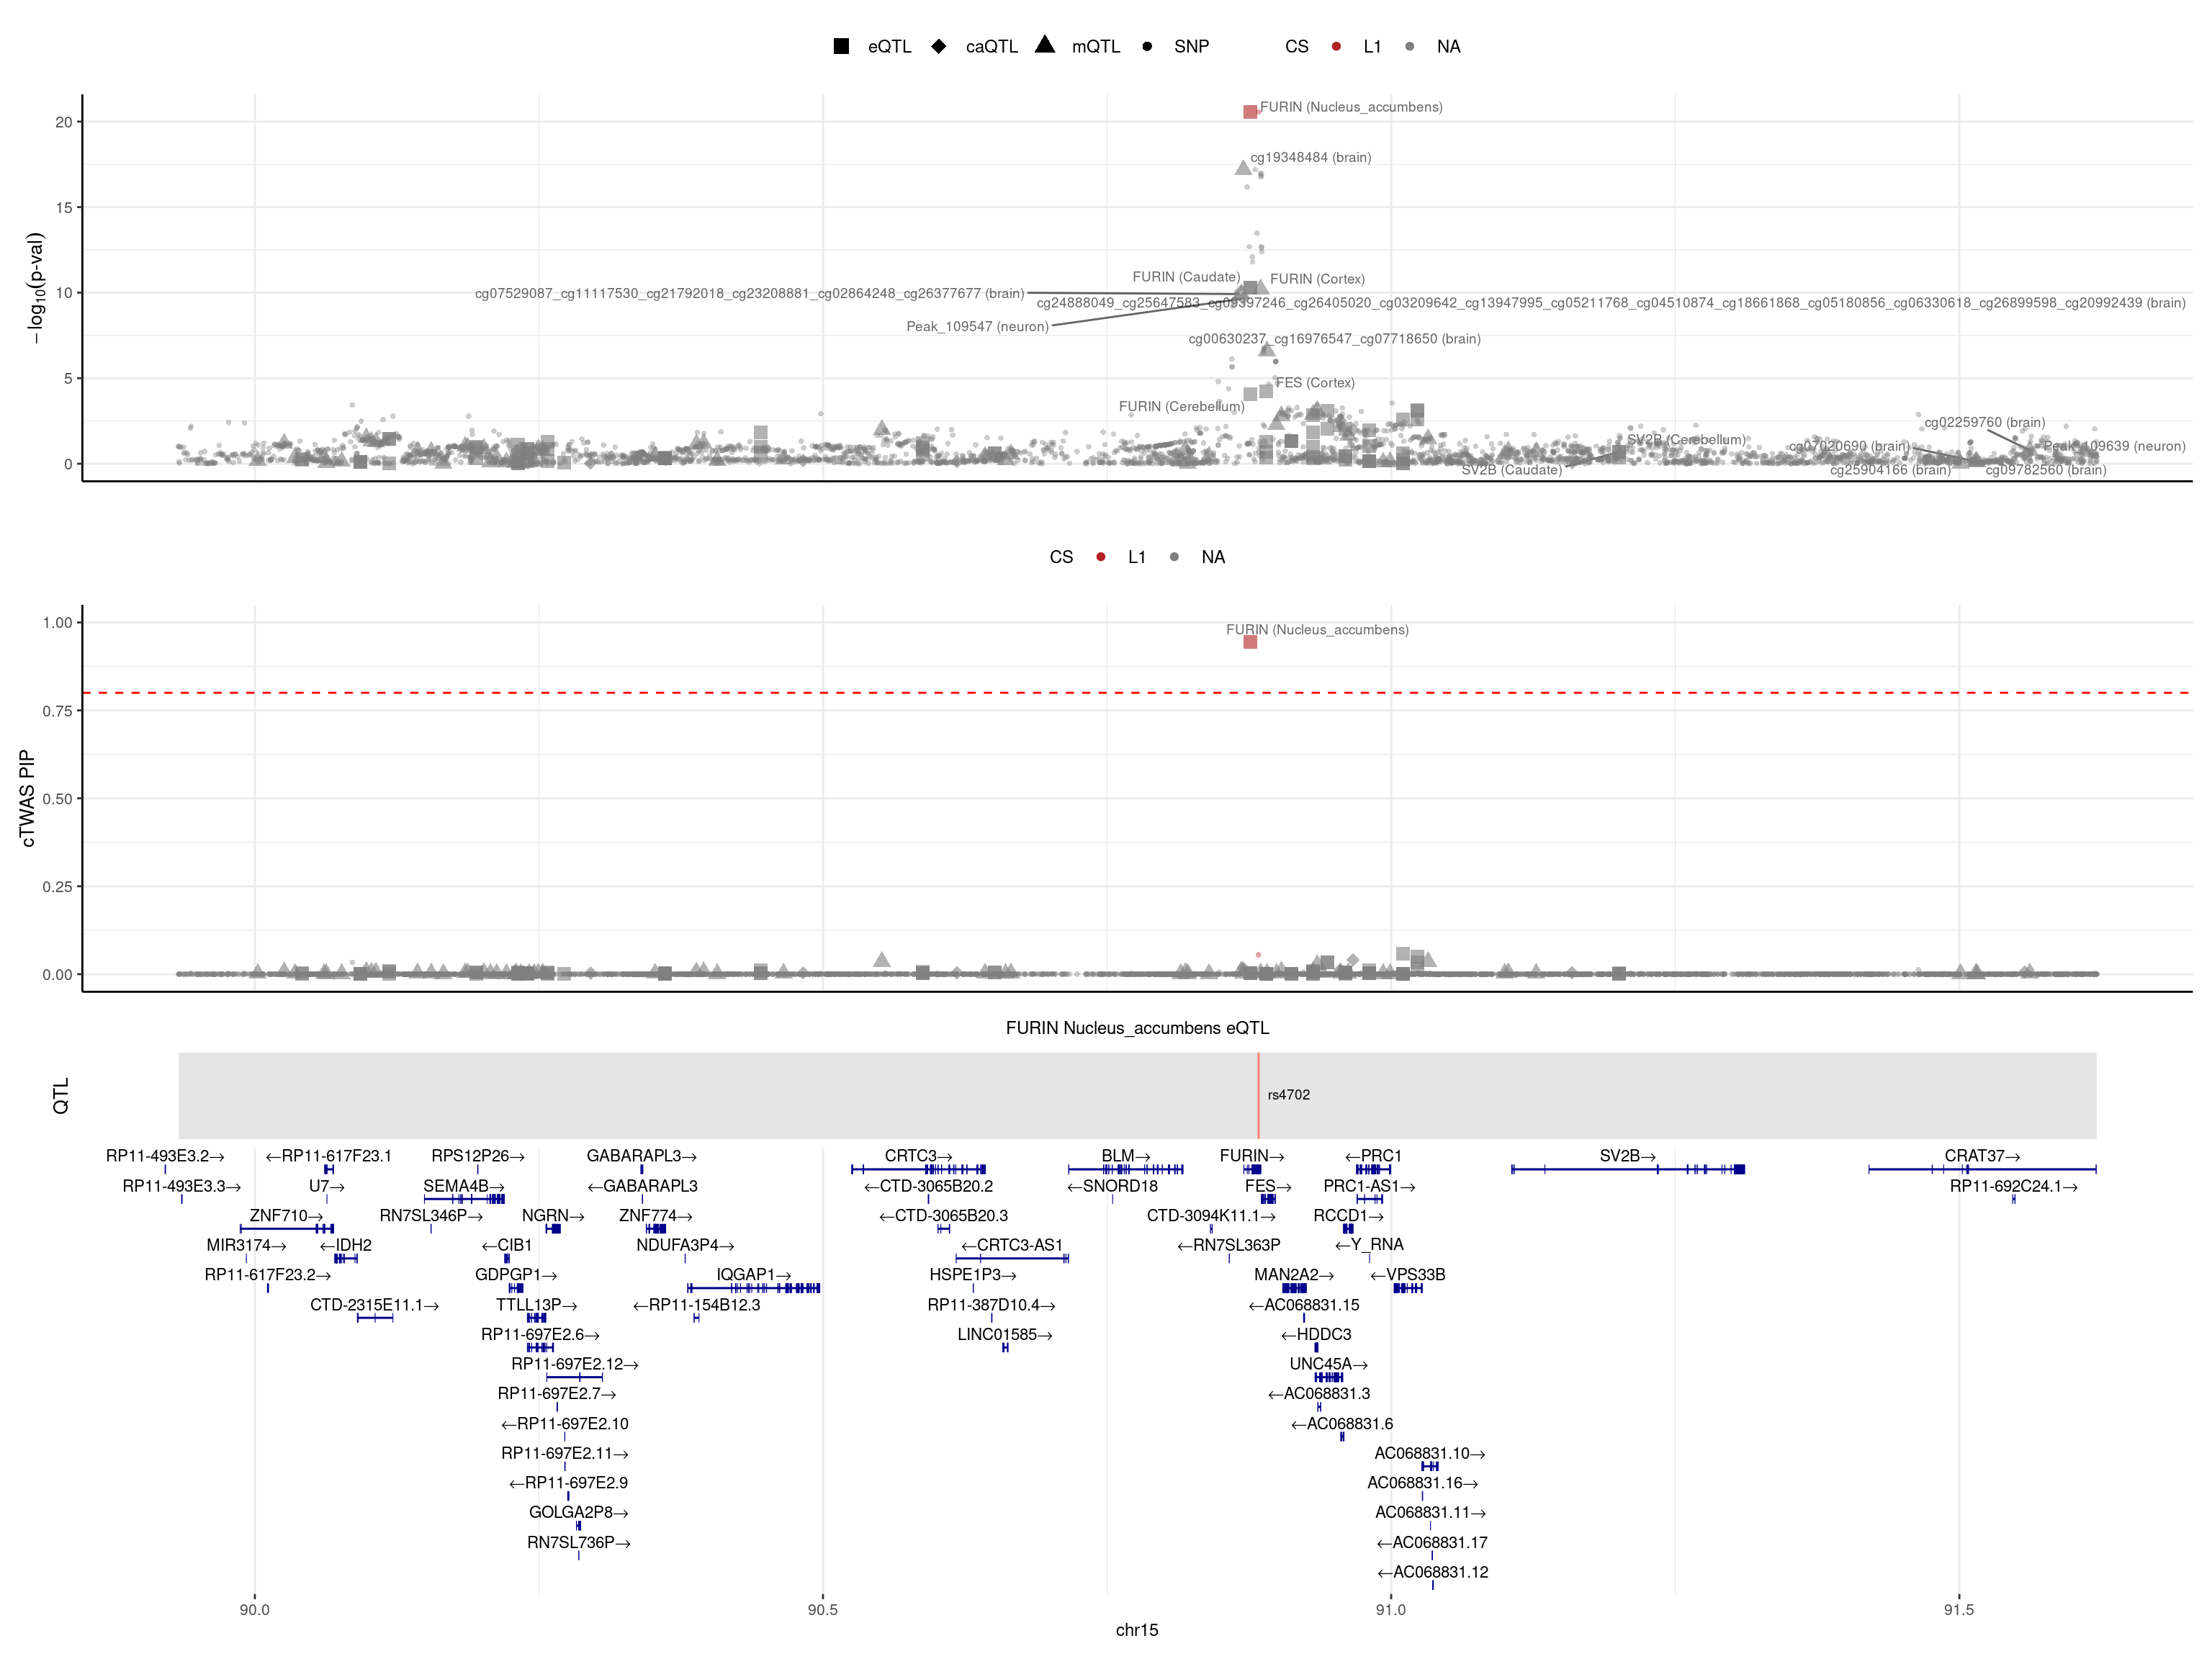 eQTL caQTL mQTL SNP CS L1 NA
FURIN (Nucleus_accumbens)
20
cg19348484 (brain)
15
−log10(p-val)
FURIN (Caudate) FURIN (Cortex)
10
cg07529087_cg11117530_cg21792018_cg23208881_cg02864248_cg26377677 (brain)
cg24888049_cg25647583_cg09397246_cg26405020_cg03209642_cg13947995_cg05211768_cg04510874_cg18661868_cg05180856_cg06330618_cg26899598_cg20992439 (brain)
Peak_109547 (neuron)
cg00630237_cg16976547_cg07718650 (brain)
5
FES (Cortex)
FURIN (Cerebellum)
cg02259760 (brain)
SV2B (Cerebellum) cg07020690 (brain) Peak_109639 (neuron)
0
SV2B (Caudate) cg25904166 (brain) cg09782560 (brain)
CS L1 NA
1.00
FURIN (Nucleus_accumbens)
0.75
cTWAS PIP
0.50
0.25
0.00
FURIN Nucleus_accumbens eQTL
QTL
rs4702
RP11-493E3.2→ ←RP11-617F23.1 RPS12P26→ GABARAPL3→ CRTC3→ BLM→ FURIN→ ←PRC1 SV2B→ CRAT37→
RP11-493E3.3→ U7→ SEMA4B→ ←GABARAPL3 ←CTD-3065B20.2 ←SNORD18 FES→ PRC1-AS1→ RP11-692C24.1→
ZNF710→ RN7SL346P→ NGRN→ ZNF774→ ←CTD-3065B20.3 CTD-3094K11.1→ RCCD1→
MIR3174→ ←IDH2 ←CIB1 NDUFA3P4→ ←CRTC3-AS1 ←RN7SL363P ←Y_RNA
RP11-617F23.2→ GDPGP1→ IQGAP1→ HSPE1P3→ MAN2A2→ ←VPS33B
CTD-2315E11.1→ TTLL13P→ ←RP11-154B12.3 RP11-387D10.4→ ←AC068831.15
RP11-697E2.6→ LINC01585→ ←HDDC3
RP11-697E2.12→ UNC45A→
RP11-697E2.7→ ←AC068831.3
←RP11-697E2.10 ←AC068831.6
RP11-697E2.11→ AC068831.10→
←RP11-697E2.9 AC068831.16→
GOLGA2P8→ AC068831.11→
RN7SL736P→ ←AC068831.17
←AC068831.12
90.0 90.5 91.0 91.5
chr15